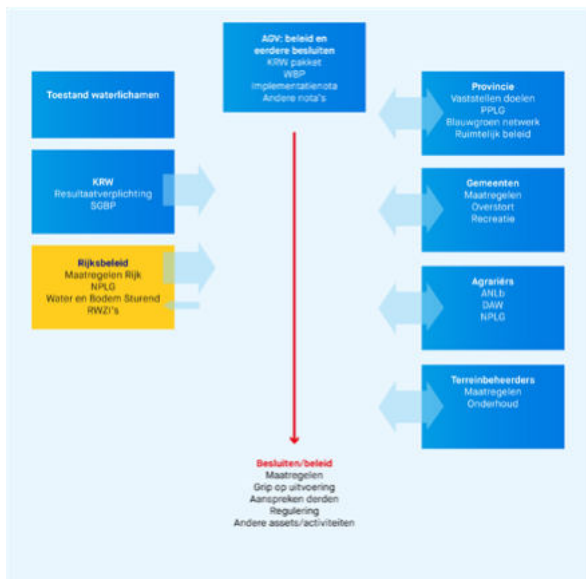 AGV: beleid en
eerdere besluiten
KRW pakket
WBP
Implementatienota
Andere nota's
Toestand waterlichamen
KRW
Resultaatverplichting
SGBP
Rijksbeleid
Maatregelen Rijk
NPLG
Water en Bodem Sturend
RWZI's
Provincie
Vaststellen doelen
PPLG
Blauwgroen netwerk
Ruimtelijk beleid
Gemeenten
Maatregelen
Overstort
Recreatie
Agrariërs
ANLb
DAW
NPLG
Terreinbeheerders
Maatregelen
Onderhoud
Besluiten/beleid
Maatregelen
Grip op uitvoering
Aanspreken derden
Regulering
Andere assets/activiteiten